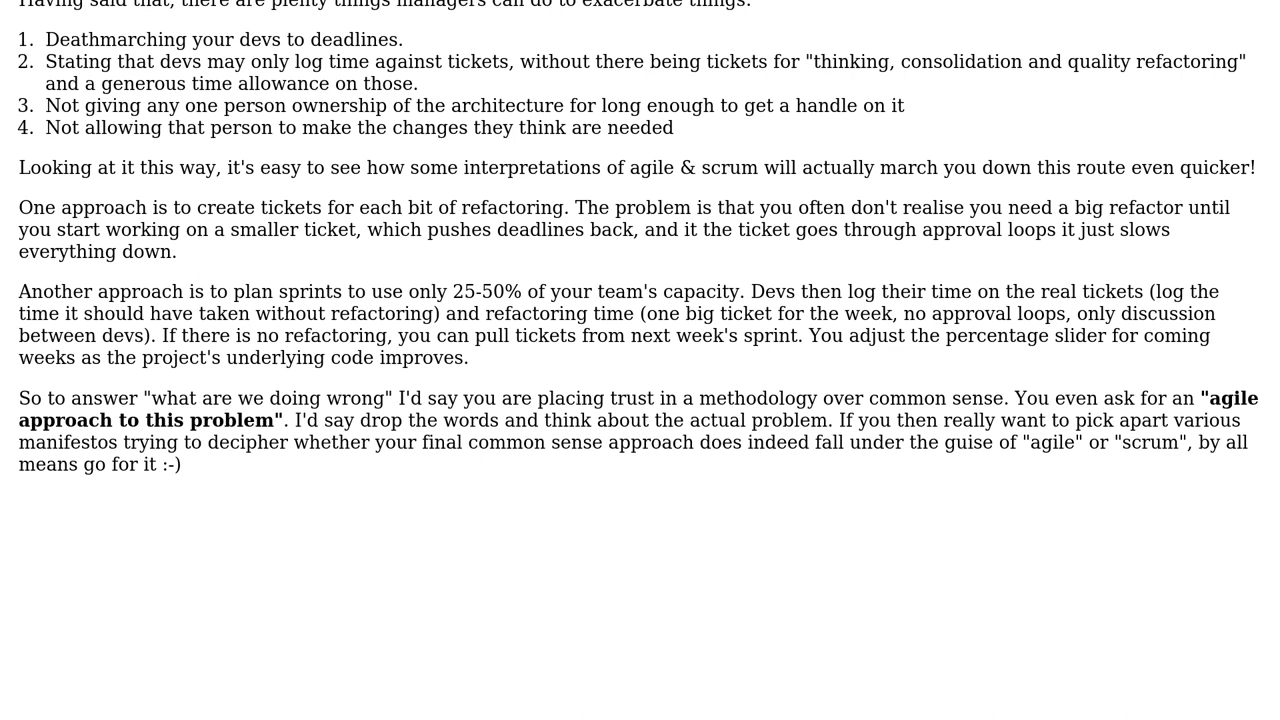 Having said that, there are plenty things managers can do to exacerbate things:
1. Deathmarching your devs to deadlines.
2. Stating that devs may only log time against tickets, without there being tickets for "thinking, consolidation and quality refactoring"
and a generous time allowance on those.
3. Not giving any one person ownership of the architecture for long enough to get a handle on it
4. Not allowing that person to make the changes they think are needed
Looking at it this way, it's easy to see how some interpretations of agile & scrum will actually march you down this route even quicker!
One approach is to create tickets for each bit of refactoring. The problem is that you often don't realise you need a big refactor until
you start working on a smaller ticket, which pushes deadlines back, and it the ticket goes through approval loops it just slows
everything down.
Another approach is to plan sprints to use only 25-50% of your team's capacity. Devs then log their time on the real tickets (log the
time it should have taken without refactoring) and refactoring time (one big ticket for the week, no approval loops, only discussion
between devs). If there is no refactoring, you can pull tickets from next week's sprint. You adjust the percentage slider for coming
weeks as the project's underlying code improves.
So to answer "what are we doing wrong" I'd say you are placing trust in a methodology over common sense. You even ask for an "agile
approach to this problem". I'd say drop the words and think about the actual problem. If you then really want to pick apart various
manifestos trying to decipher whether your final common sense approach does indeed fall under the guise of "agile" or "scrum", by all
means go for it :-)